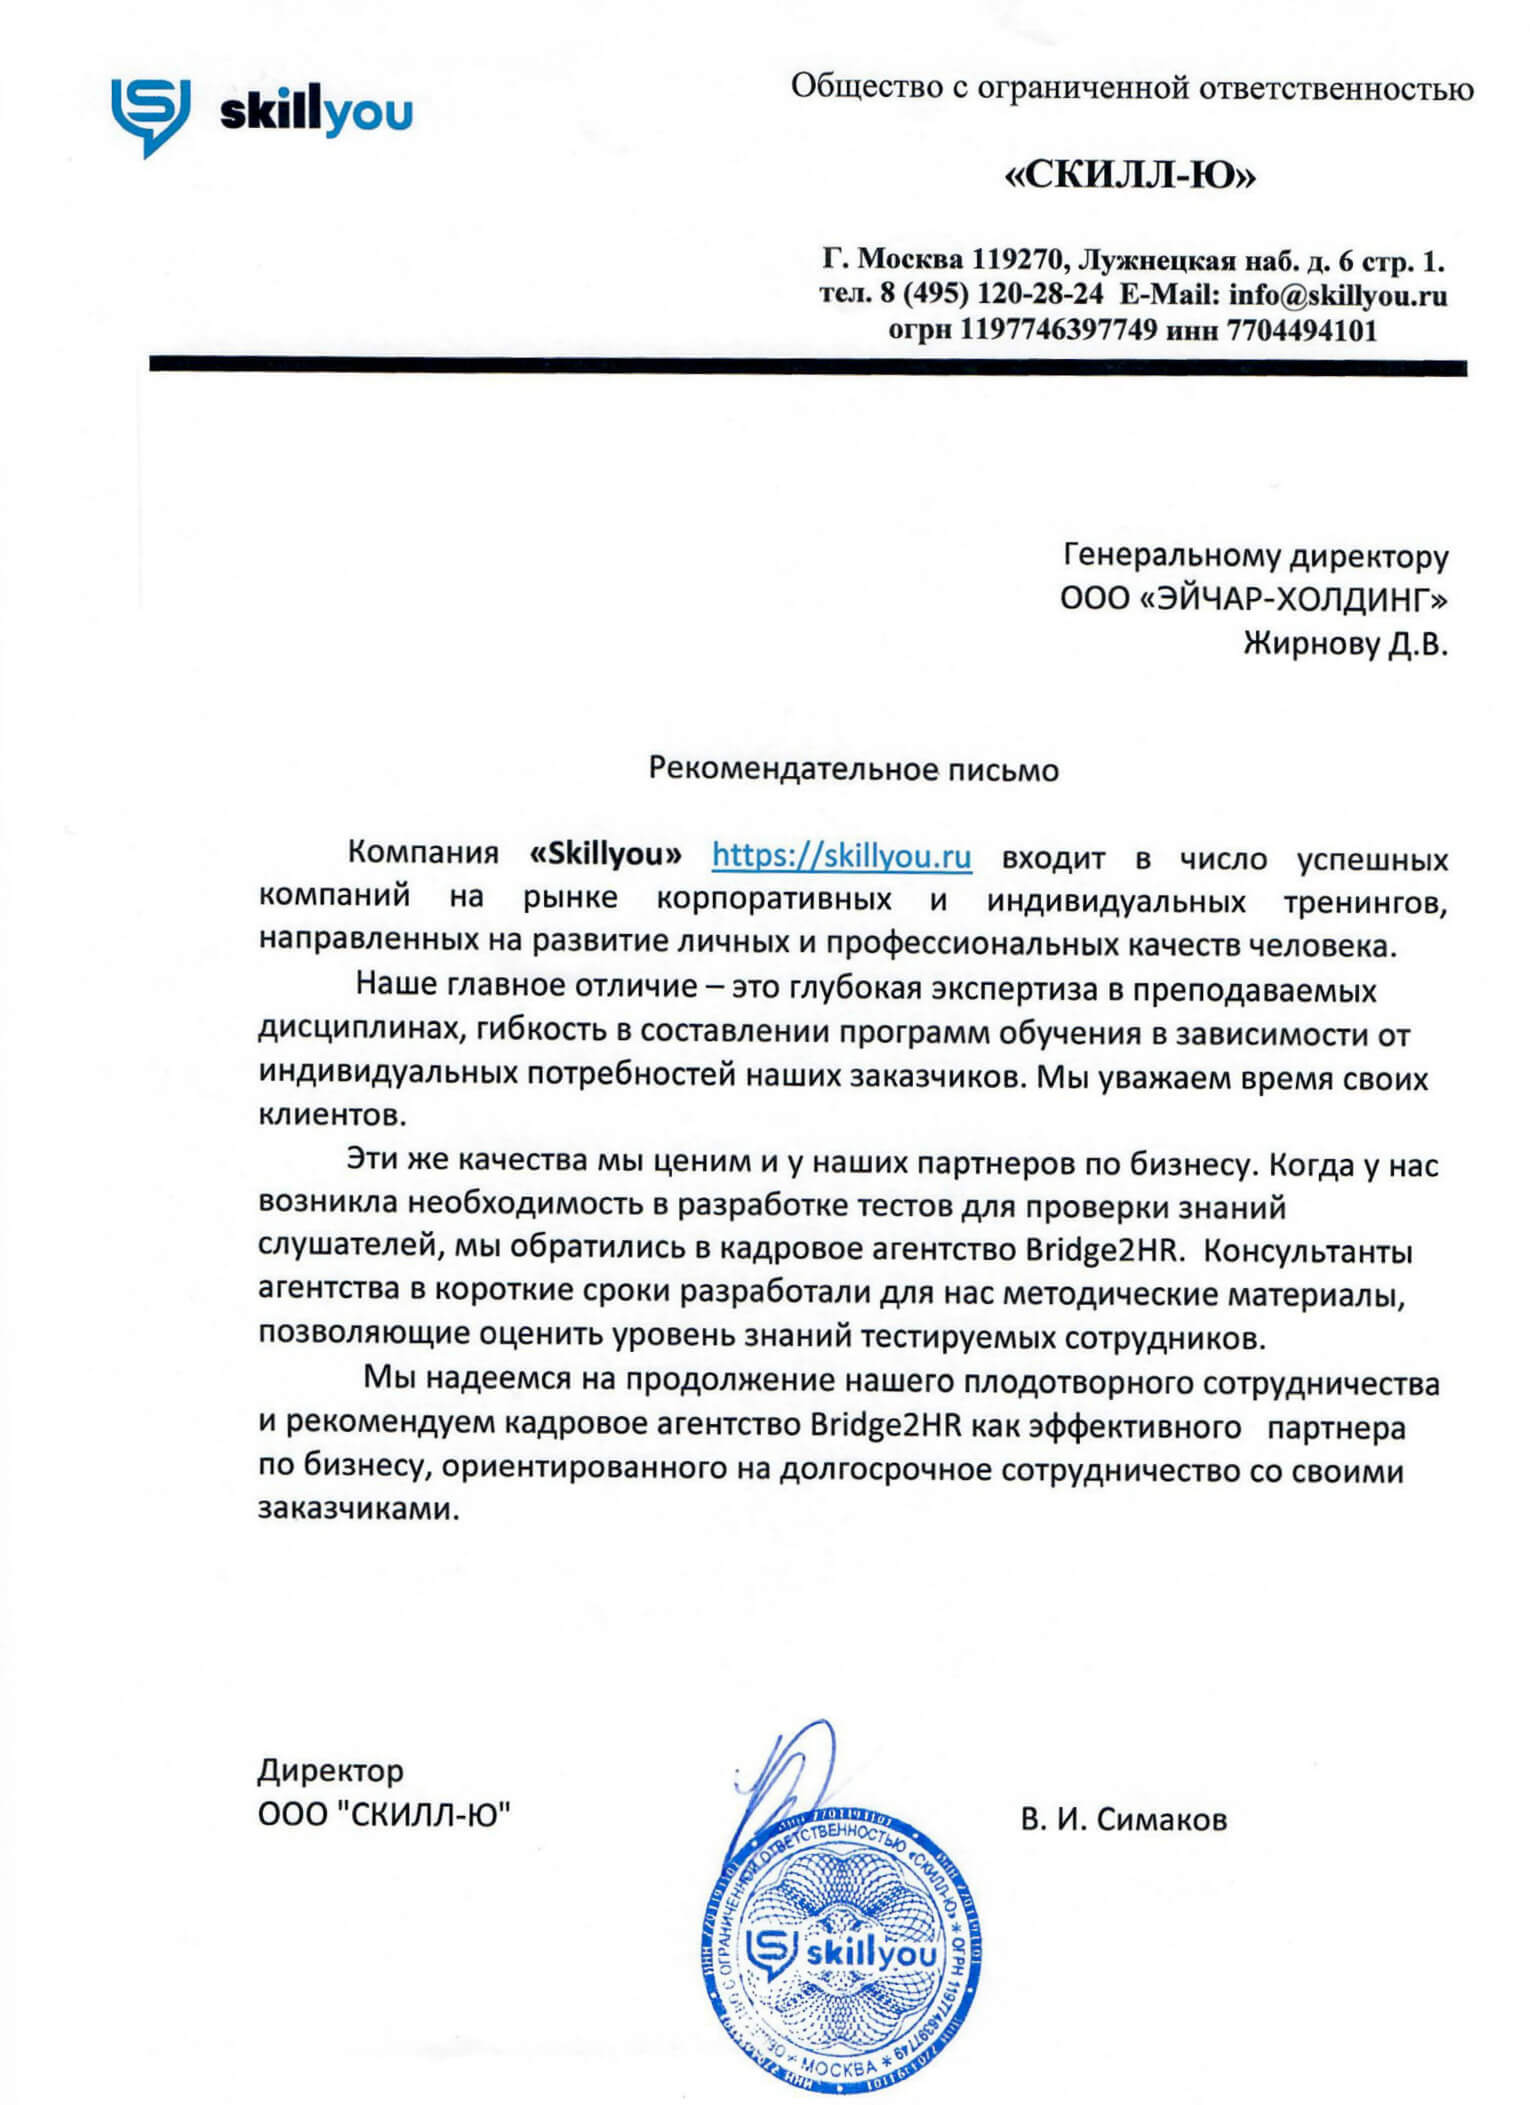 skillyou
Общество с ограниченной ответственностью
«СКИЛЛ-Ю»
Г. Москва 119270, Лужнецкая наб. д. 6 стр. 1.
тел. 8 (495) 120-28-24 E-Mail: info@skillyou.ru
огрн 1197746397749 инн 7704494101
Генеральному директору
ООО «ЭЙЧАР-ХОЛДИНГ»
Жирнову Д.В.
Рекомендательное письмо
Компания «Skillyou» https://skillyou.ru входит в число успешных
компаний на рынке корпоративных и индивидуальных тренингов,
направленных на развитие личных и профессиональных качеств человека.
Наше главное отличие – это глубокая экспертиза в преподаваемых
дисциплинах, гибкость в составлении программ обучения в зависимости от
индивидуальных потребностей наших заказчиков. Мы уважаем время своих
клиентов.
Эти же качества мы ценим и у наших партнеров по бизнесу. Когда у нас
возникла необходимость в разработке тестов для проверки знаний
слушателей, мы обратились в кадровое агентство Bridge2HR. Консультанты
агентства в короткие сроки разработали для нас методические материалы,
позволяющие оценить уровень знаний тестируемых сотрудников.
Мы надеемся на продолжение нашего плодотворного сотрудничества
и рекомендуем кадровое агентство Bridge2HR как эффективного партнера
по бизнесу, ориентированного на долгосрочное сотрудничество со своими
заказчиками.
Директор
ООО "СКИЛЛ-Ю"
В. И. Симаков
С ОГРАНИЧЕННОЙ ОТВЕТСТВЕННОСТЬЮ «СКИЛЛ-Ю» * ОГРН 1197746397749 * МОСКВА
skillyou